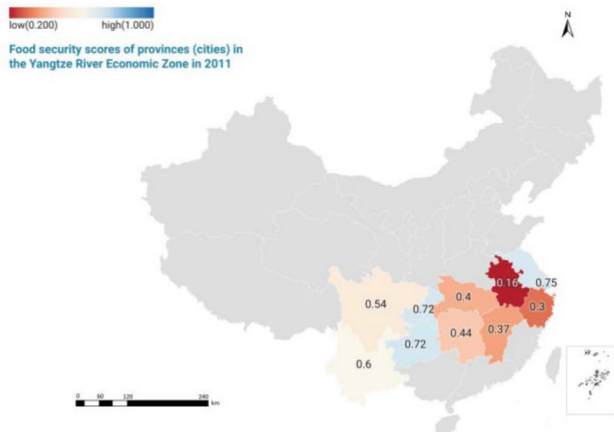 low(0.200) high(1.000)
Food security scores of provinces (cities) in
the Yangtze River Economic Zone in 2011
N
0.16
0.75
0.54
0.72
0.4
0.3
0.44
0.37
0.72
0.6
0 60 120 240
km